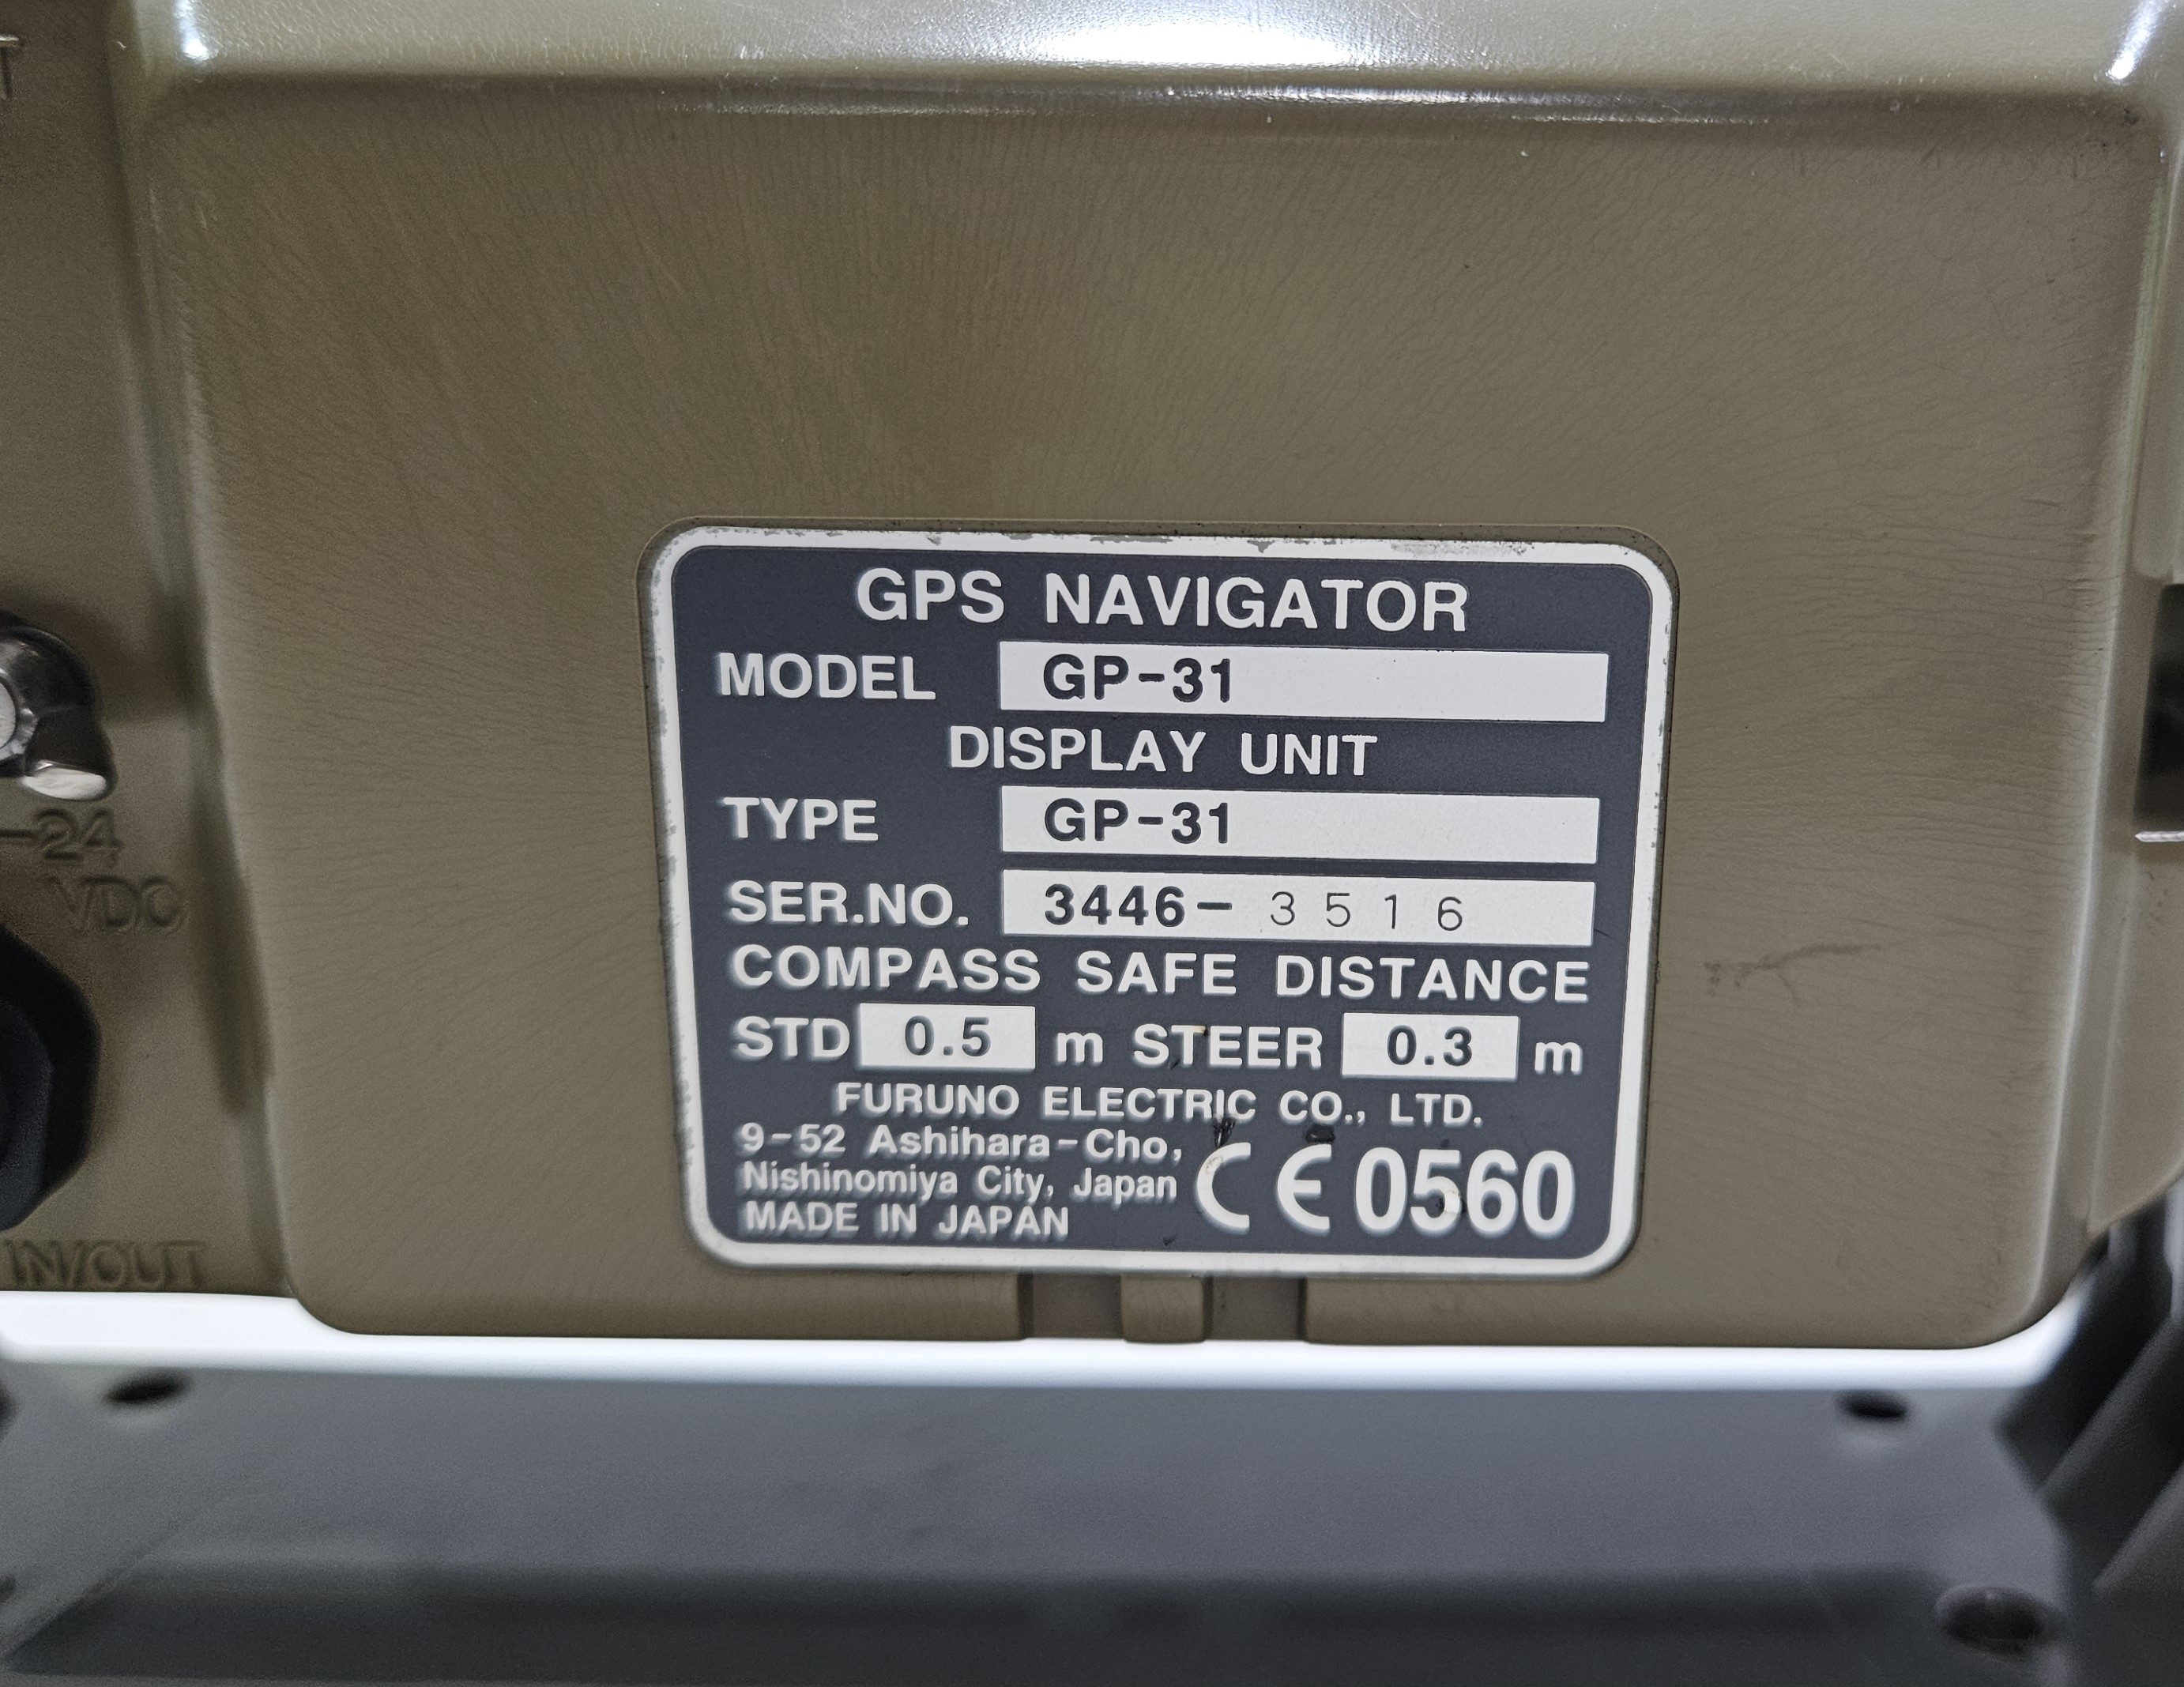 T
GPS NAVIGATOR
MODEL GP-31
DISPLAY UNIT
TYPE GP-31
SER.NO. 3446- 3516
COMPASS SAFE DISTANCE
STD 0.5 m STEER 0.3 m
FURUNO ELECTRIC CO., LTD.
9-52 Ashihara-Cho,
Nishinomiya City, Japan
MADE IN JAPAN
CE0560
-24
VDC
IN/OUT